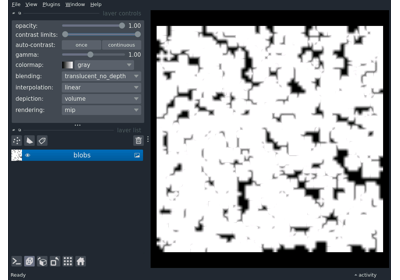 File View Plugins Window Help
layer controls
opacity: 1.00
contrast limits:
auto-contrast: once continuous
gamma: 1.00
colormap: gray
blending: translucent_no_depth
interpolation: linear
depiction: volume
rendering: mip
layer list
blobs
Ready activity